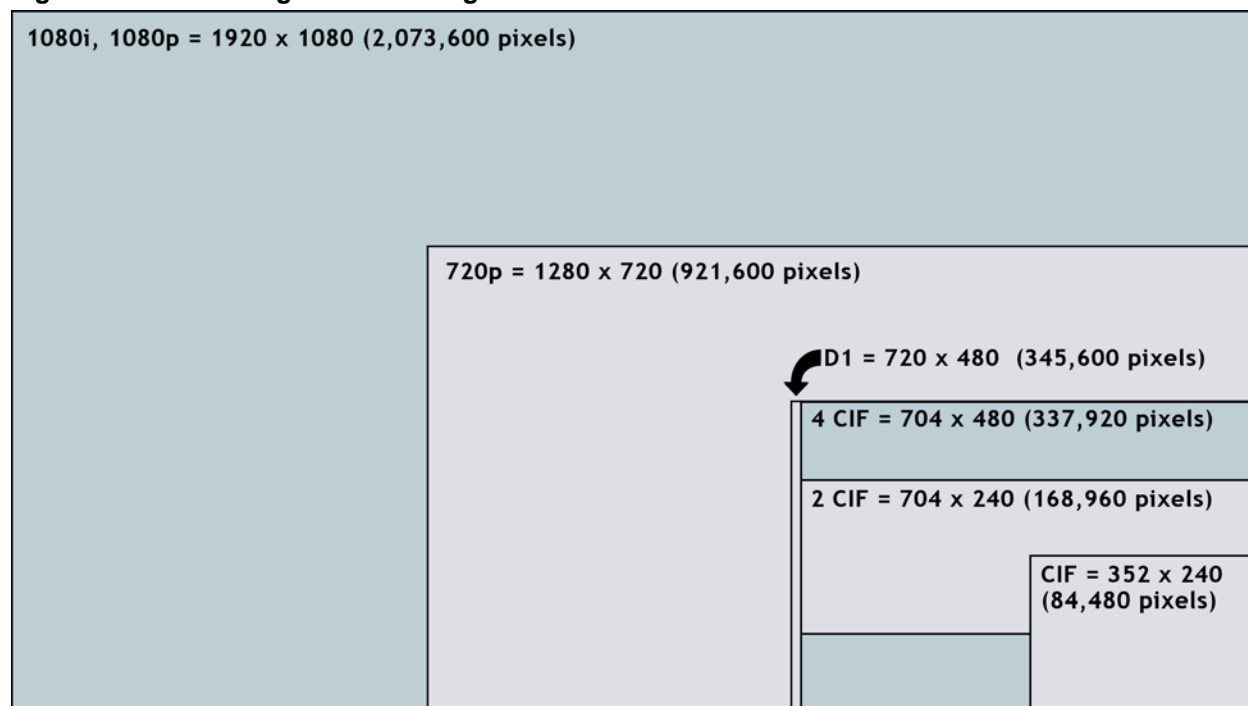 1080i, 1080p = 1920 x 1080 (2,073,600 pixels)
720p = 1280 x 720 (921,600 pixels)
D1 = 720 x 480 (345,600 pixels)
4 CIF = 704 x 480 (337,920 pixels)
2 CIF = 704 x 240 (168,960 pixels)
CIF = 352 x 240
(84,480 pixels)